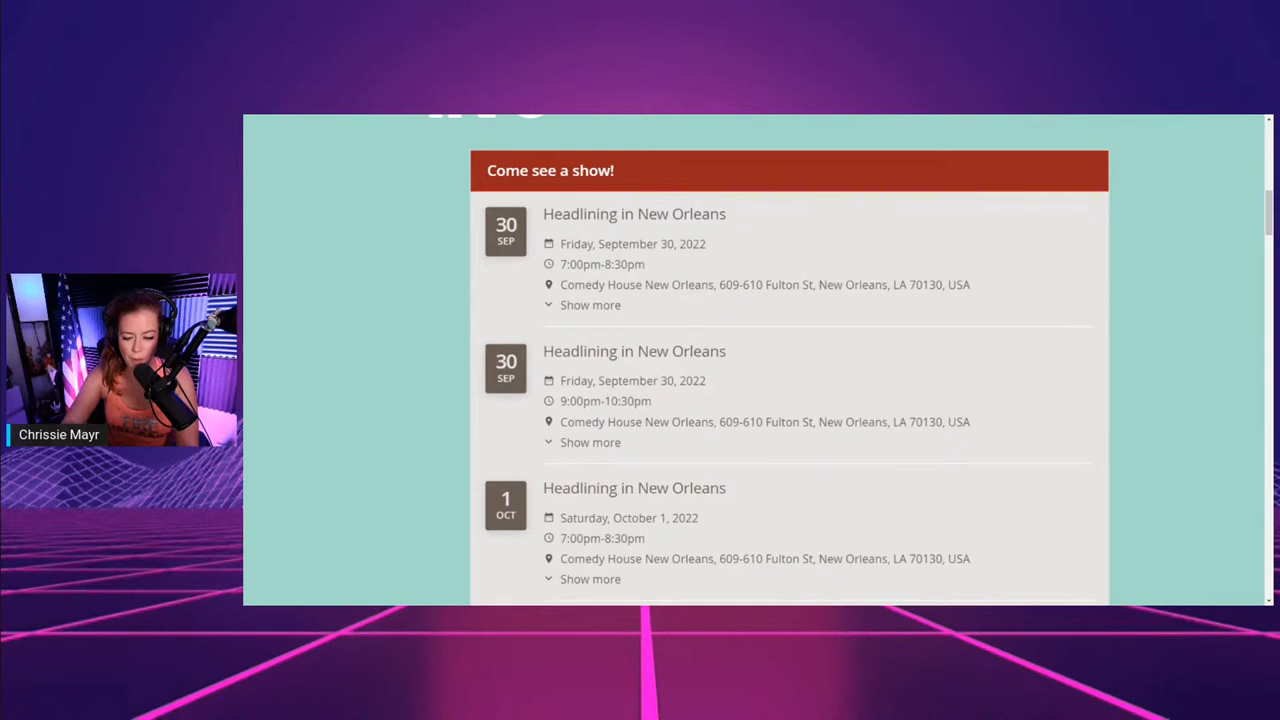 Come see a show!
30
SEP
Headlining in New Orleans
Friday, September 30, 2022
7:00pm-8:30pm
Comedy House New Orleans, 609-610 Fulton St, New Orleans, LA 70130, USA
Show more
30
SEP
Headlining in New Orleans
Friday, September 30, 2022
9:00pm-10:30pm
Comedy House New Orleans, 609-610 Fulton St, New Orleans, LA 70130, USA
Show more
1
OCT
Headlining in New Orleans
Saturday, October 1, 2022
7:00pm-8:30pm
Comedy House New Orleans, 609-610 Fulton St, New Orleans, LA 70130, USA
Show more
Chrissie Mayr